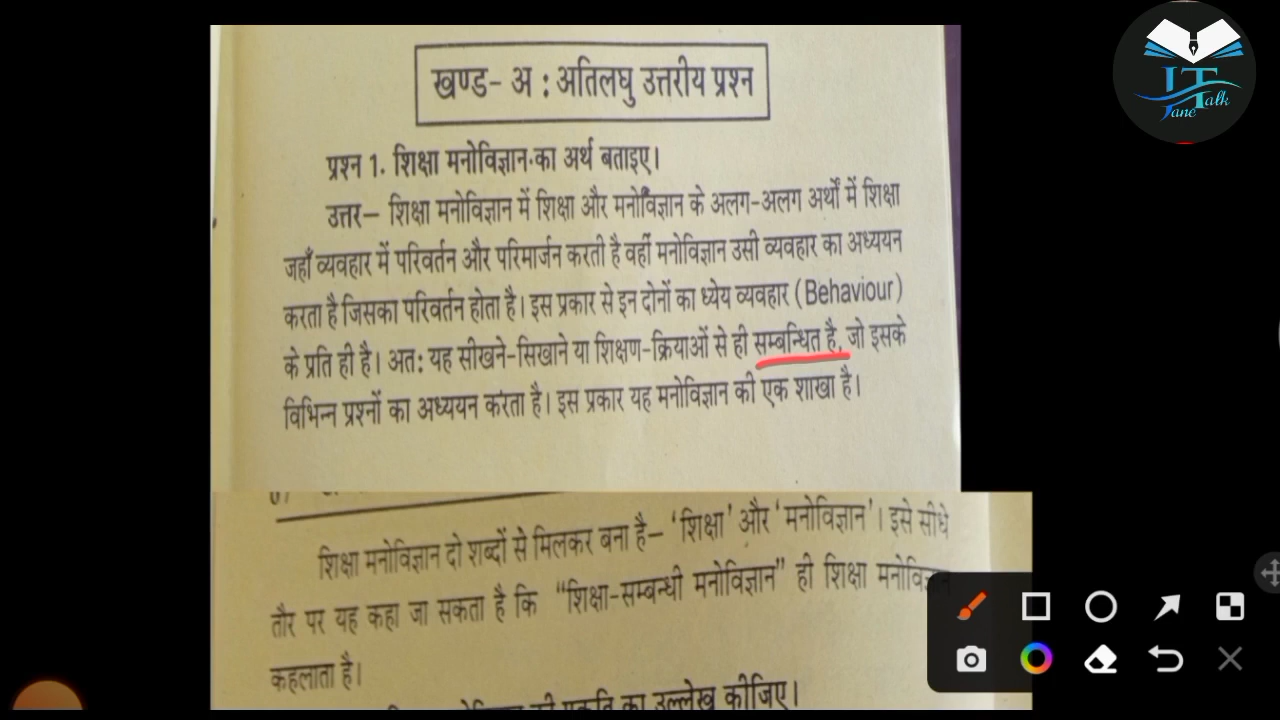 खण्ड- अ : अतिलघु उत्तरीय प्रश्न
प्रश्न 1. शिक्षा मनोविज्ञान का अर्थ बताइए।
उत्तर– शिक्षा मनोविज्ञान में शिक्षा और मनोविज्ञान के अलग-अलग अर्थों में शिक्षा
जहाँ व्यवहार में परिवर्तन और परिमार्जन करती है वहीं मनोविज्ञान उसी व्यवहार का अध्ययन
करता है जिसका परिवर्तन होता है। इस प्रकार से इन दोनों का ध्येय व्यवहार (Behaviour)
के प्रति ही है। अतः यह सीखने-सिखाने या शिक्षण-क्रियाओं से ही सम्बन्धित है, जो इसके
विभिन्न प्रश्नों का अध्ययन करता है। इस प्रकार यह मनोविज्ञान की एक शाखा है।
शिक्षा मनोविज्ञान दो शब्दों से मिलकर बना है– ‘शिक्षा’ और ‘मनोविज्ञान’। इसे सीधे
तौर पर यह कहा जा सकता है कि “शिक्षा-सम्बन्धी मनोविज्ञान” ही शिक्षा मनोविज्ञान
कहलाता है।
का उल्लेख कीजिए।
JT
Jane Talk